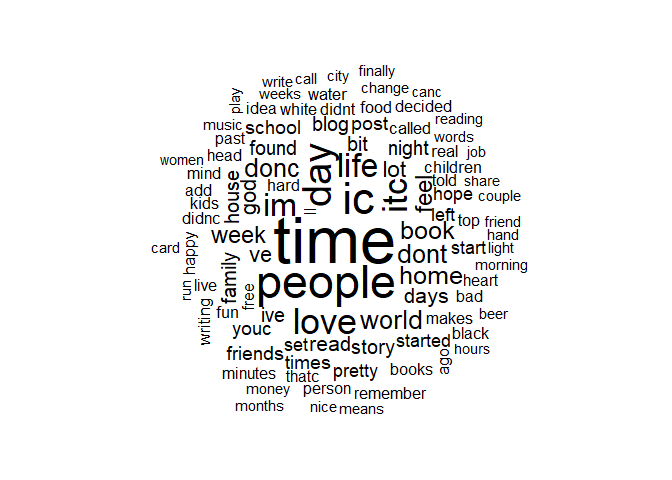 finally
write call city
change
weeks water canc
play
idea white didnt food decided
reading
music school blog post called
words
past found bit night real job
women head donc day life lot children
mind hard told share
add house god im ic itc feel hope couple
kids left top friend
didnc = book hand
card week time dont start light
happy ve morning
run live family people home heart
free days bad
writing fun ive love world makes beer
youc black
friends set read story started hours
times ago
minutes thatc pretty books
money person remember
months nice means